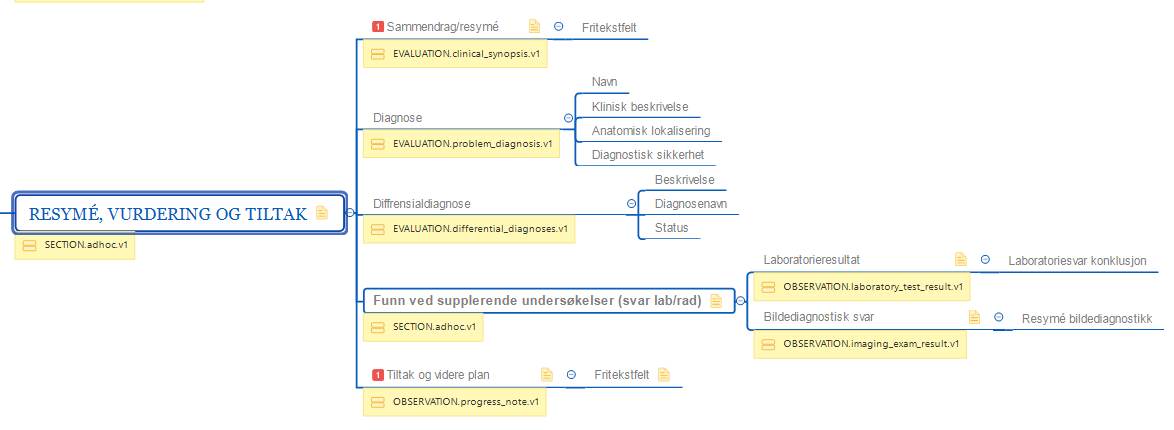 RESYMÉ, VURDERING OG TILTAK
SECTION.adhoc.v1
1 Sammendrag/resymé
Fritekstfelt
EVALUATION.clinical_synopsis.v1
Diagnose
EVALUATION.problem_diagnosis.v1
Navn
Klinisk beskrivelse
Anatomisk lokalisering
Diagnostisk sikkerhet
Diffrensialdiagnose
EVALUATION.differential_diagnoses.v1
Beskrivelse
Diagnosenavn
Status
Funn ved supplerende undersøkelser (svar lab/rad)
SECTION.adhoc.v1
Laboratorieresultat
Laboratoriesvar konklusjon
OBSERVATION.laboratory_test_result.v1
Bildediagnostisk svar
Resymé bildediagnostikk
OBSERVATION.imaging_exam_result.v1
1 Tiltak og videre plan
Fritekstfelt
OBSERVATION.progress_note.v1